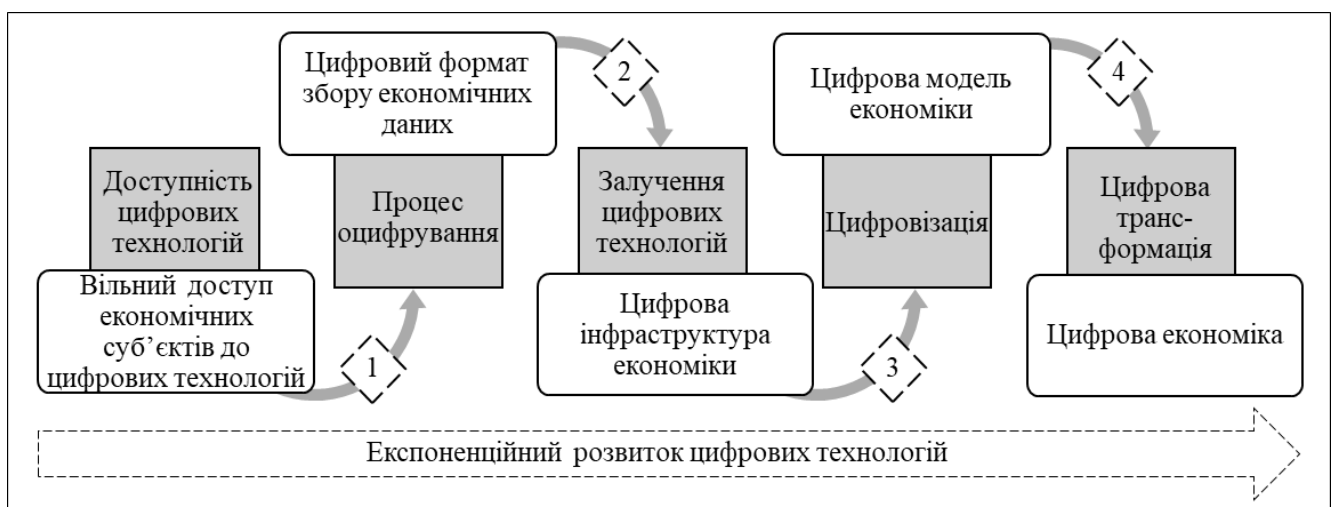 Доступність
цифрових
технологій
Вільний доступ
економічних
суб’єктів до
цифрових технологій
1
Цифровий формат
збору економічних
даних
Процес
оцифрування
2
Залучення
цифрових
технологій
Цифрова
інфраструктура
економіки
3
Цифрова модель
економіки
Цифровізація
4
Цифрова
транс-
формація
Цифрова економіка
Експоненційний розвиток цифрових технологій